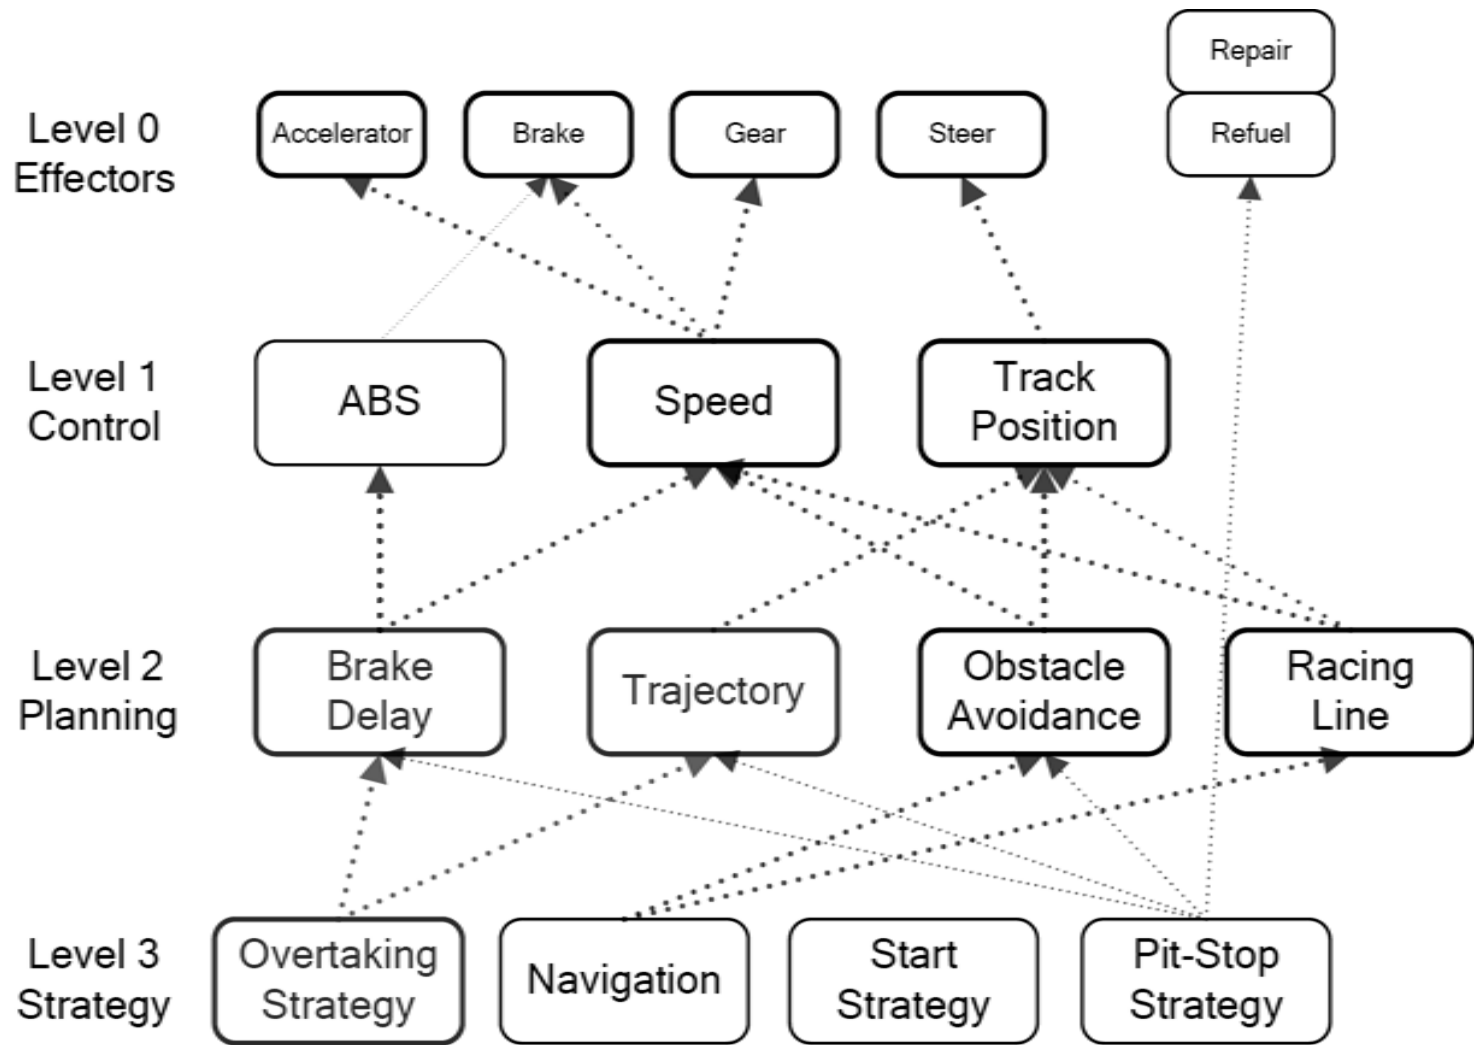 Repair
Level 0
Effectors
Accelerator
Brake
Gear
Steer
Refuel
Level 1
Control
ABS
Speed
Track
Position
Level 2
Planning
Brake
Delay
Trajectory
Obstacle
Avoidance
Racing
Line
Level 3
Strategy
Overtaking
Strategy
Navigation
Start
Strategy
Pit-Stop
Strategy